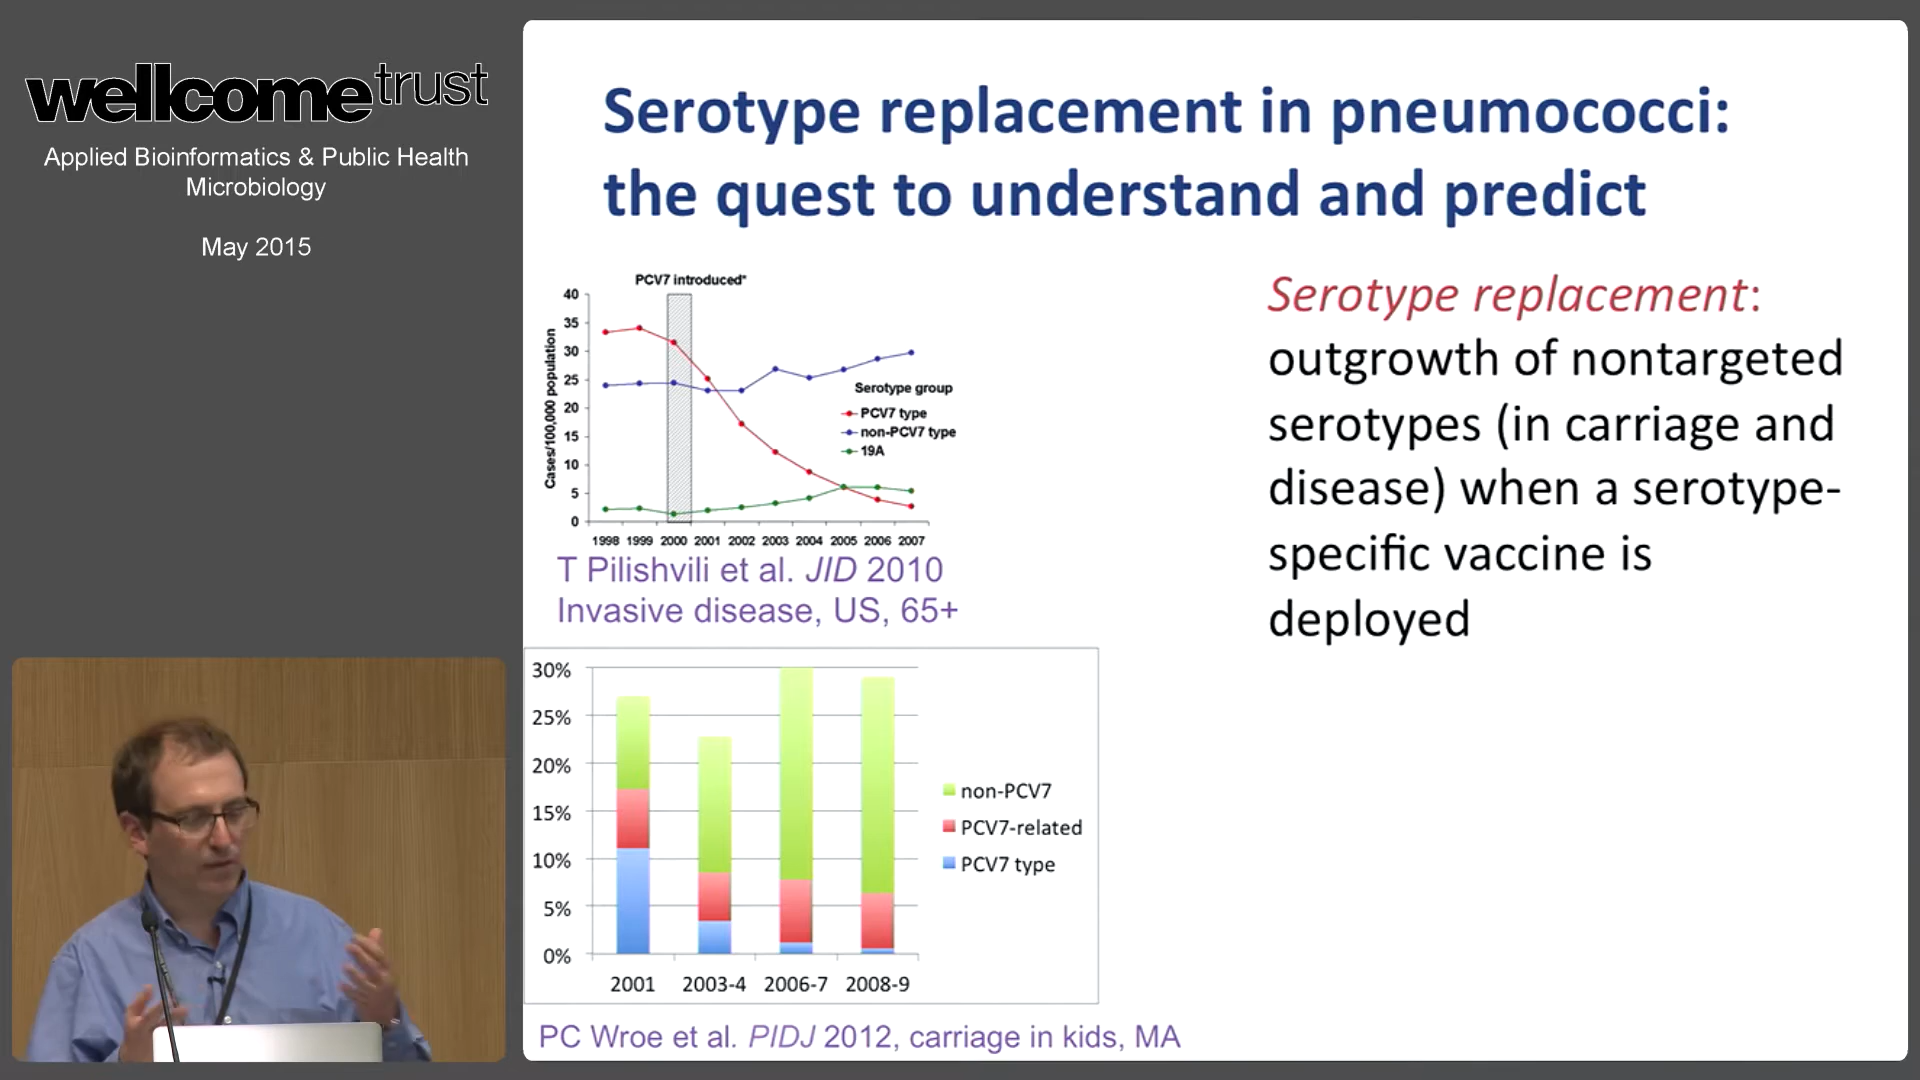 wellcometrust
Applied Bioinformatics & Public Health
Microbiology
May 2015
Serotype replacement in pneumococci:
the quest to understand and predict
PCV7 introduced*
40
35
30
25
20
15
10
5
0
Cases/100,000 population
Serotype group
PCV7 type
non-PCV7 type
19A
1998 1999 2000 2001 2002 2003 2004 2005 2006 2007
T Pilishvili et al. JID 2010
Invasive disease, US, 65+
Serotype replacement:
outgrowth of nontargeted
serotypes (in carriage and
disease) when a serotype-
specific vaccine is
deployed
30%
25%
20%
15%
10%
5%
0%
non-PCV7
PCV7-related
PCV7 type
2001 2003-4 2006-7 2008-9
PC Wroe et al. PIDJ 2012, carriage in kids, MA